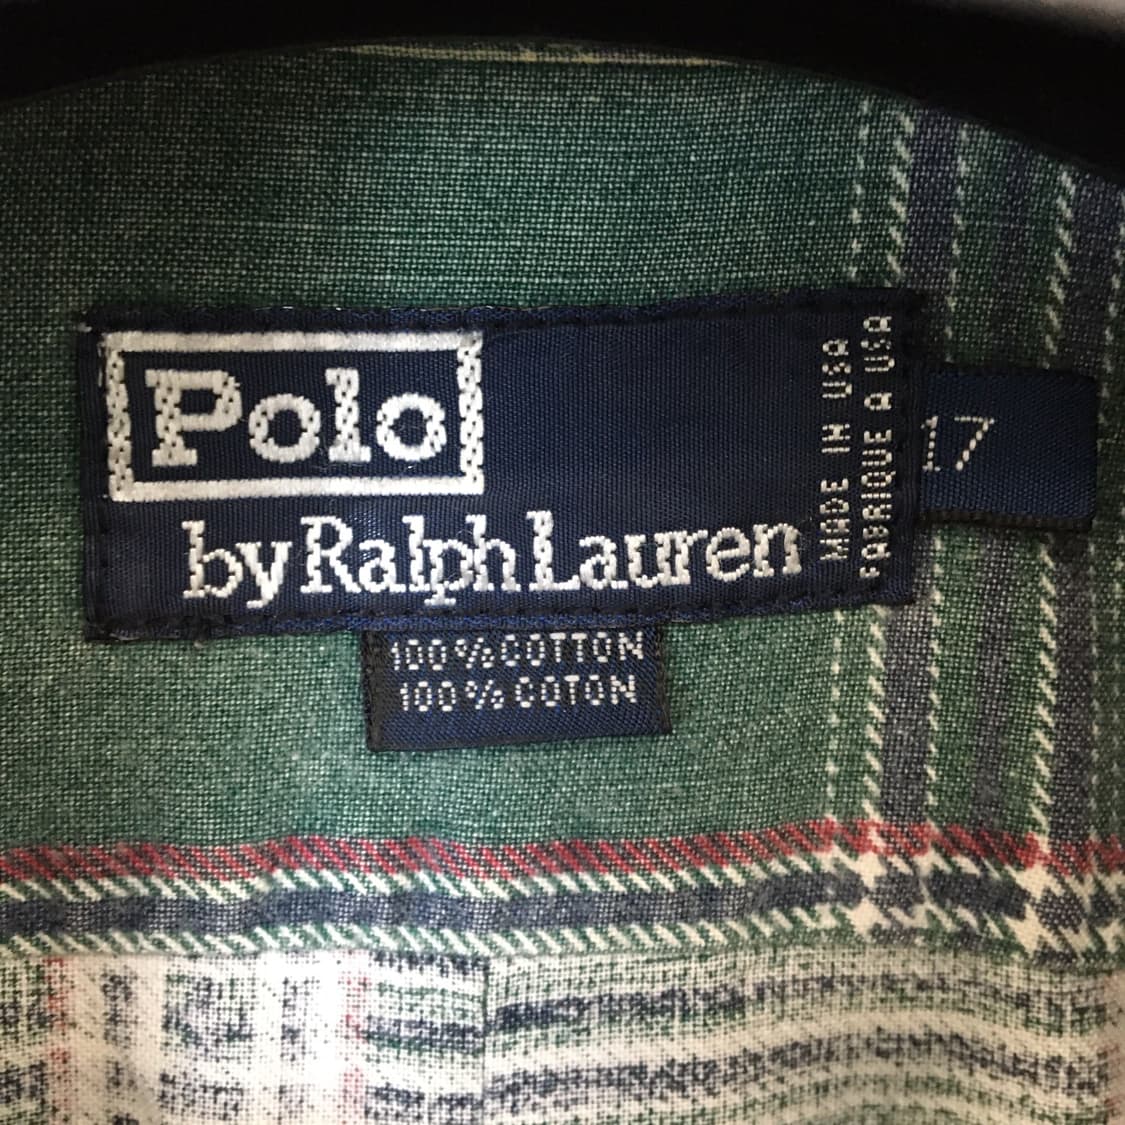 Polo
by Ralph Lauren
MADE IN USA
FABRIQUE A USA
17
100% COTTON
100% COTON